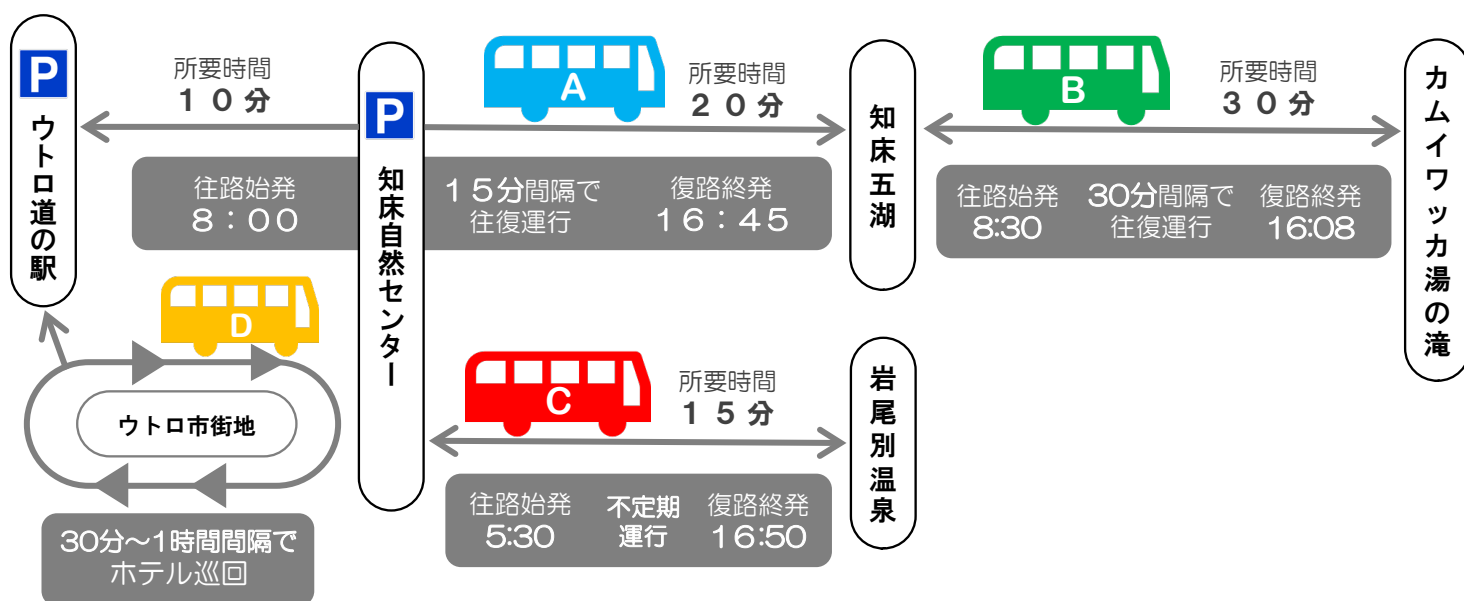 P
ウトロ道の駅
所要時間
１０分
P
知床自然センター
A
所要時間
２０分
知床五湖
B
所要時間
３０分
カムイワッカ湯の滝
往路始発
８：００
１５分間隔で
往復運行
復路終発
１６：４５
往路始発
8:30
30分間隔で
往復運行
復路終発
16:08
D
ウトロ市街地
30分～1時間間隔で
ホテル巡回
C
所要時間
１５分
岩尾別温泉
往路始発
5:30
不定期
運行
復路終発
16:50